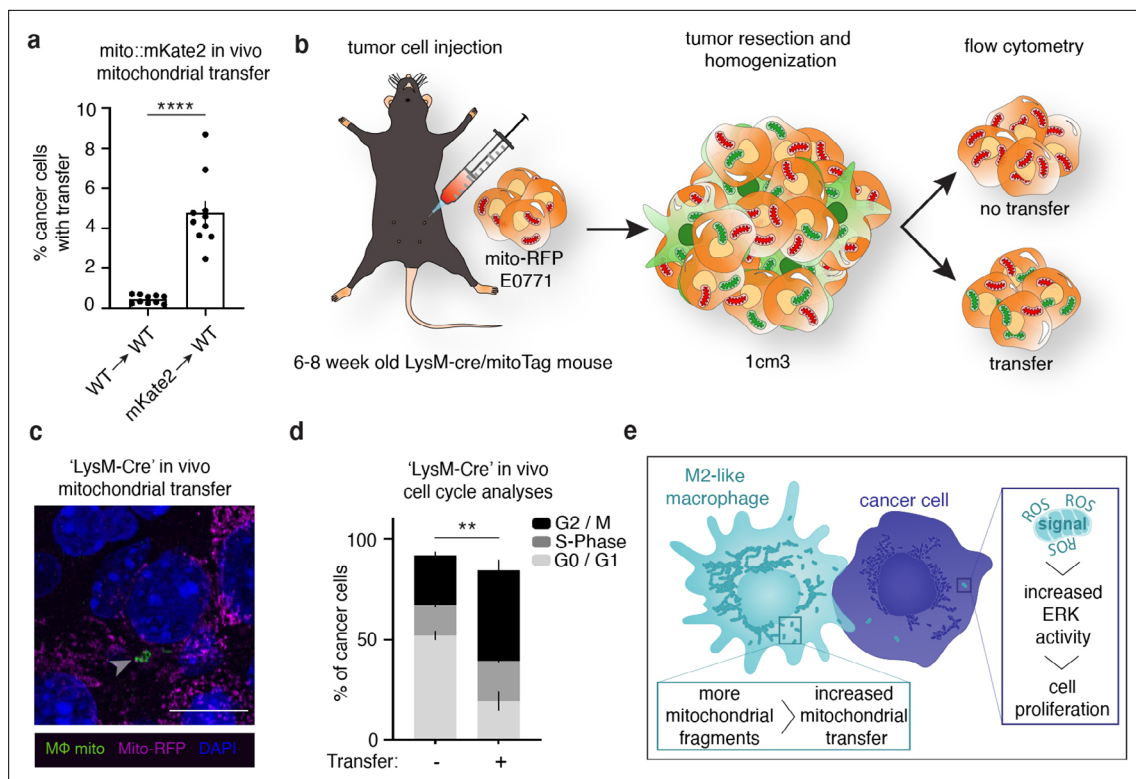 a
mito::mKate2 in vivo
mitochondrial transfer
% cancer cells
with transfer
10
8
6
4
2
0
****
WT → WT
mKate2 → WT
b
tumor cell injection
mito-RFP
E0771
6-8 week old LysM-cre/mitoTag mouse
tumor resection and
homogenization
1cm3
flow cytometry
no transfer
transfer
c
'LysM-Cre' in vivo
mitochondrial transfer
MΦ mito Mito-RFP DAPI
d
'LysM-Cre' in vivo
cell cycle analyses
% of cancer cells
100
50
0
**
G2 / M
S-Phase
G0 / G1
Transfer: - +
e
M2-like
macrophage
cancer cell
more
mitochondrial
fragments
>
increased
mitochondrial
transfer
ROS ROS
signal
ROS
increased
ERK
activity
cell
proliferation